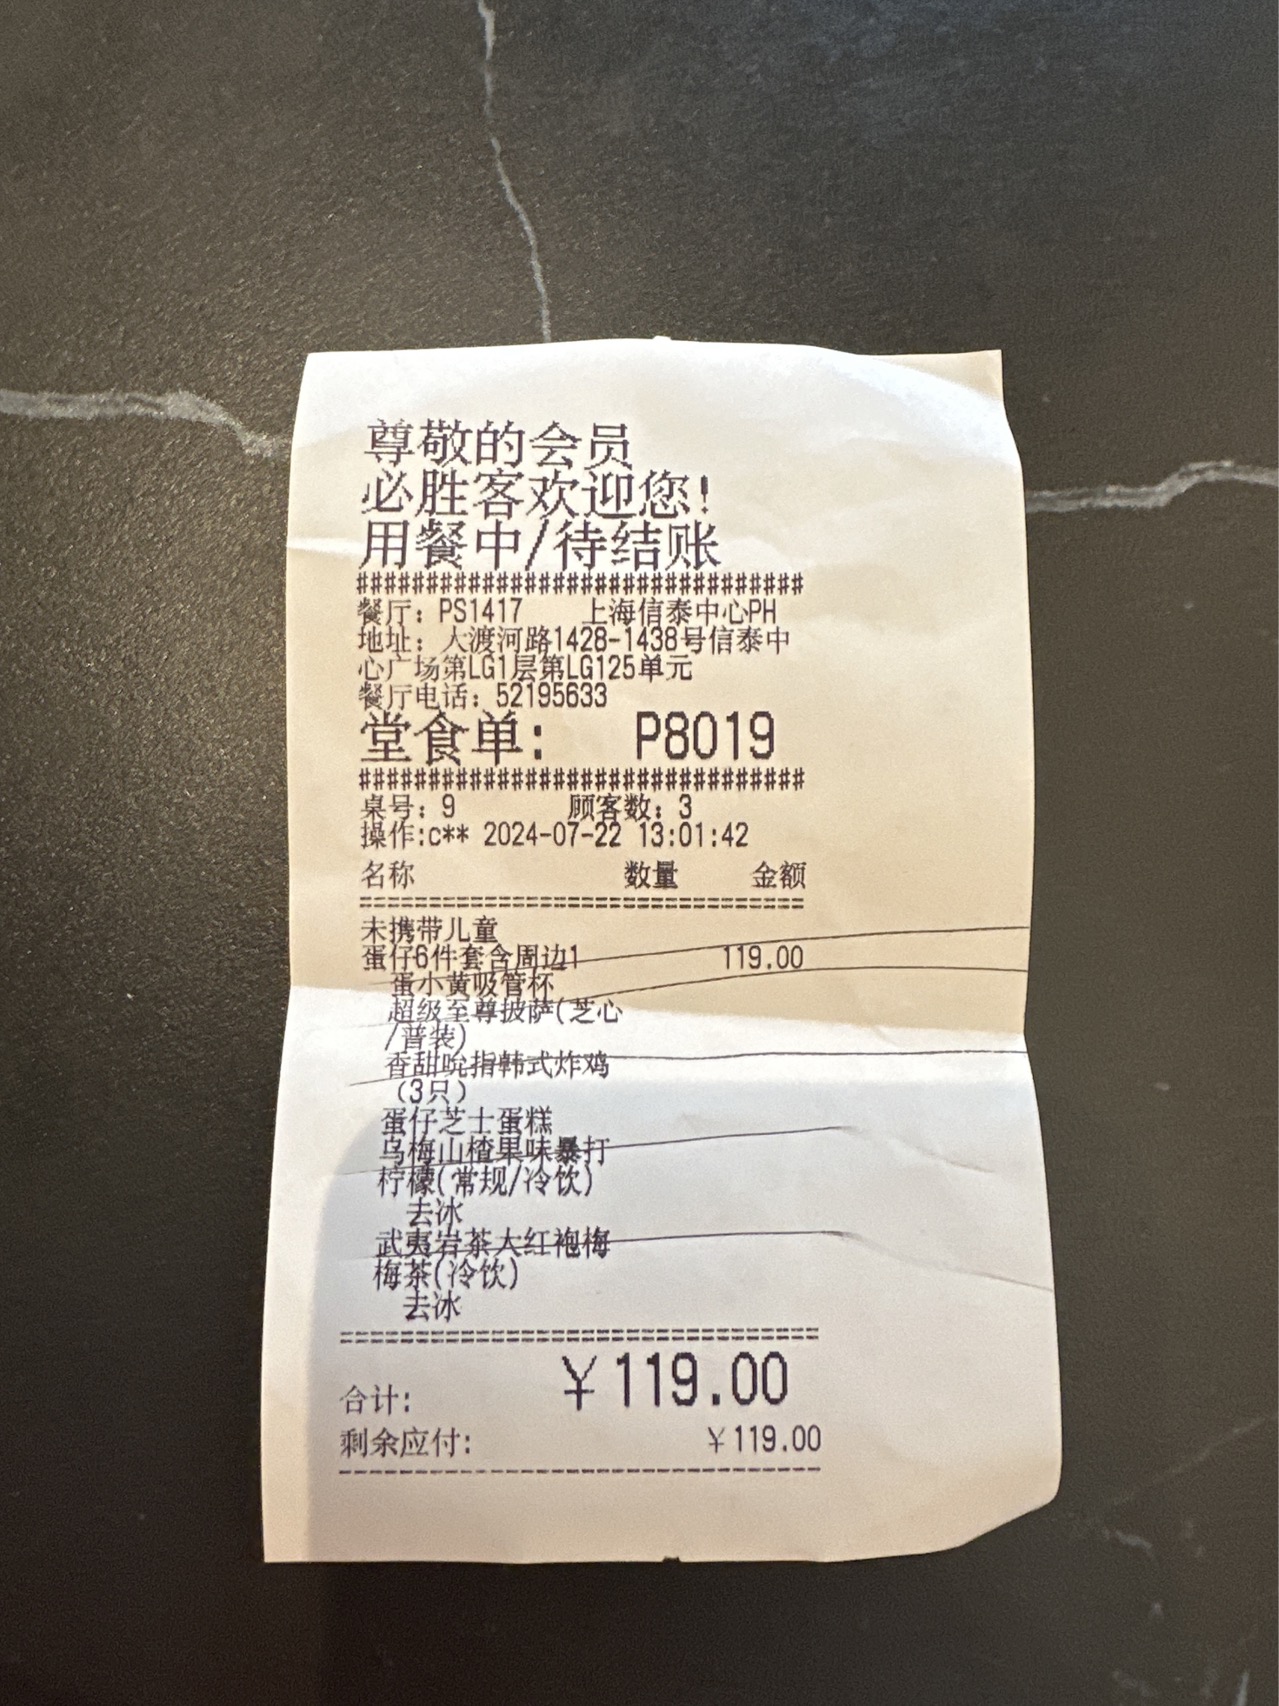 尊敬的会员
必胜客欢迎您!
用餐中/待结账
################################
餐厅: PS1417 上海信泰中心PH
地址: 大渡河路1428-1438号信泰中
心广场第LG1层第LG125单元
餐厅电话: 52195633
堂食单: P8019
################################
桌号: 9 顾客数: 3
操作:c** 2024-07-22 13:01:42
名称 数量 金额
================================
未携带儿童
蛋仔6件套含周边1 119.00
蛋小黄吸管杯
超级至尊披萨(芝心
/普装)
香甜吮指韩式炸鸡
(3只)
蛋仔芝士蛋糕
乌梅山楂果味暴打
柠檬(常规/冷饮)
去冰
武夷岩茶大红袍梅
梅茶(冷饮)
去冰
================================
合计: ￥119.00
剩余应付: ￥119.00
--------------------------------